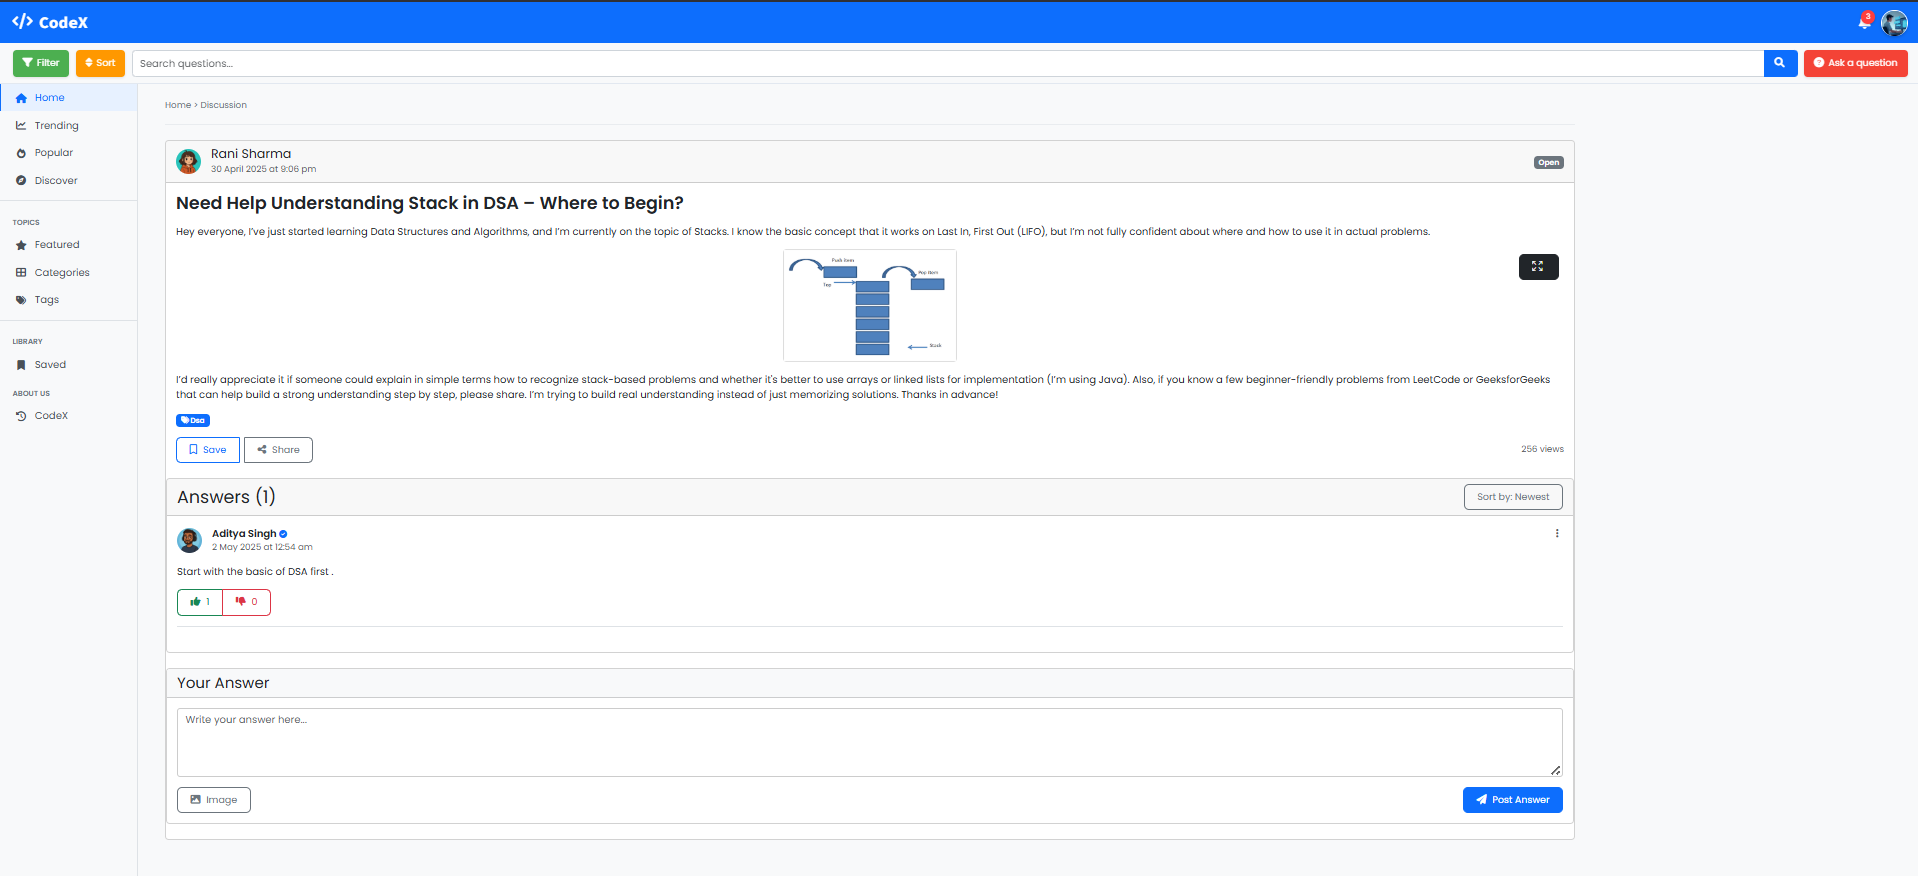 </> CodeX
3
Filter
Sort
Search questions...
Ask a question
Home
Trending
Popular
Discover
TOPICS
Featured
Categories
Tags
LIBRARY
Saved
ABOUT US
CodeX
Home > Discussion
Rani Sharma
30 April 2025 at 9:06 pm
Open
Need Help Understanding Stack in DSA – Where to Begin?
Hey everyone, I've just started learning Data Structures and Algorithms, and I'm currently on the topic of Stacks. I know the basic concept that it works on Last In, First Out (LIFO), but I'm not fully confident about where and how to use it in actual problems.
Push Item
Pop Item
Top
Stack
I'd really appreciate it if someone could explain in simple terms how to recognize stack-based problems and whether it's better to use arrays or linked lists for implementation (I'm using Java). Also, if you know a few beginner-friendly problems from LeetCode or GeeksforGeeks
that can help build a strong understanding step by step, please share. I'm trying to build real understanding instead of just memorizing solutions. Thanks in advance!
Dsa
Save
Share
256 views
Answers (1)
Sort by: Newest
Aditya Singh
2 May 2025 at 12:54 am
Start with the basic of DSA first .
1
0
Your Answer
Write your answer here...
Image
Post Answer